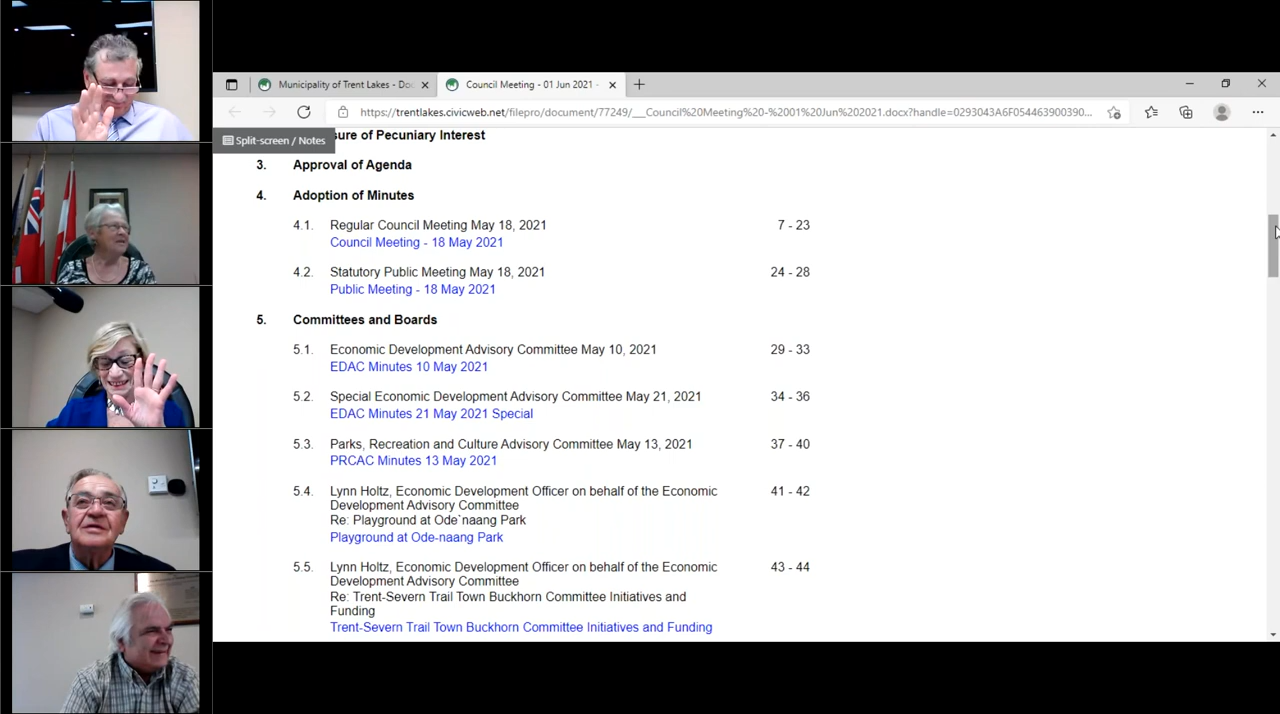 Municipality of Trent Lakes - Doc
Council Meeting - 01 Jun 2021 -
https://trentlakes.civicweb.net/filepro/document/77249/__Council%20Meeting%20-%2001%20Jun%202021.docx?handle=0293043A6F054463900390...
Split-screen / Notes
sure of Pecuniary Interest
3. Approval of Agenda
4. Adoption of Minutes
4.1. Regular Council Meeting May 18, 2021 7 - 23
Council Meeting - 18 May 2021
4.2. Statutory Public Meeting May 18, 2021 24 - 28
Public Meeting - 18 May 2021
5. Committees and Boards
5.1. Economic Development Advisory Committee May 10, 2021 29 - 33
EDAC Minutes 10 May 2021
5.2. Special Economic Development Advisory Committee May 21, 2021 34 - 36
EDAC Minutes 21 May 2021 Special
5.3. Parks, Recreation and Culture Advisory Committee May 13, 2021 37 - 40
PRCAC Minutes 13 May 2021
5.4. Lynn Holtz, Economic Development Officer on behalf of the Economic 41 - 42
Development Advisory Committee
Re: Playground at Ode`naang Park
Playground at Ode-naang Park
5.5. Lynn Holtz, Economic Development Officer on behalf of the Economic 43 - 44
Development Advisory Committee
Re: Trent-Severn Trail Town Buckhorn Committee Initiatives and
Funding
Trent-Severn Trail Town Buckhorn Committee Initiatives and Funding